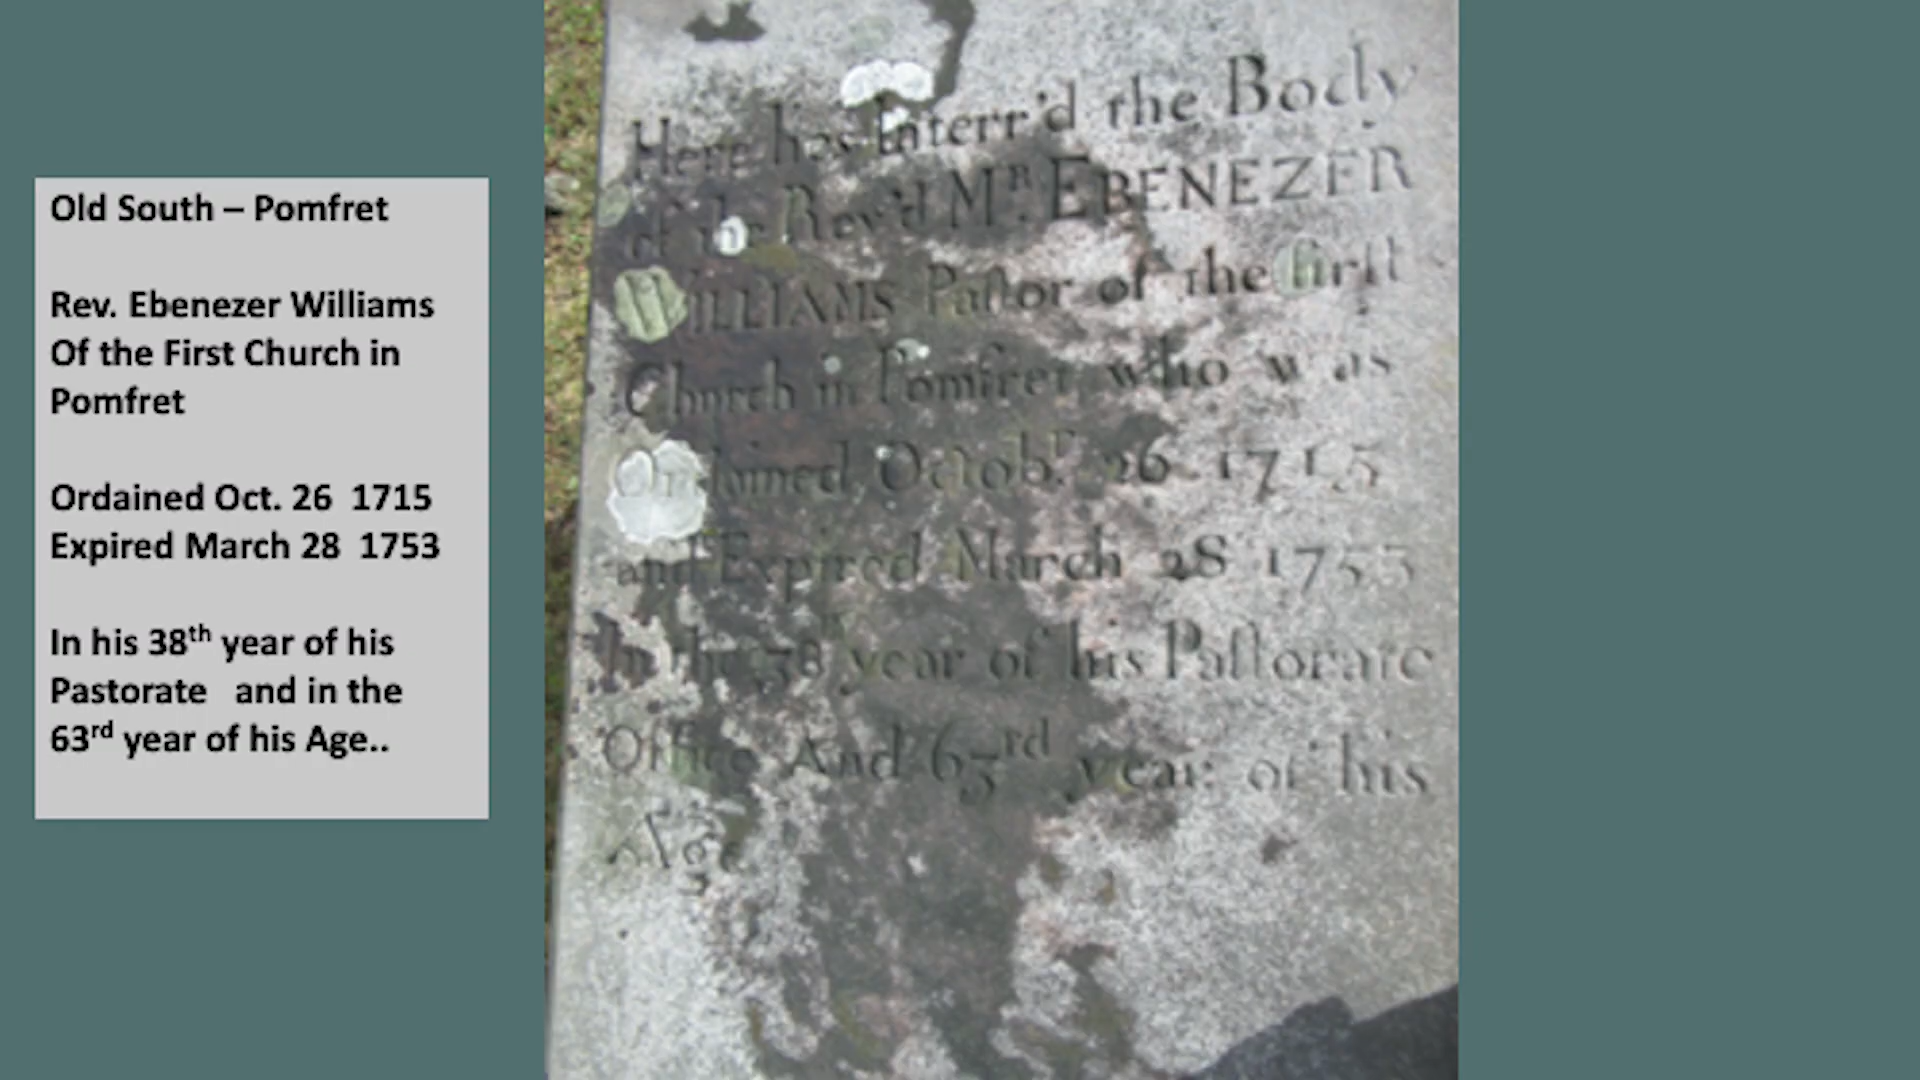 Old South – Pomfret
Rev. Ebenezer Williams
Of the First Church in
Pomfret
Ordained Oct. 26 1715
Expired March 28 1753
In his 38th year of his
Pastorate and in the
63rd year of his Age..
Here lies Interr'd the Body
of the Rev'd Mr. EBENEZER
WILLIAMS Paſtor of the firſt
Church in Pomfret who was
Ordained Octobr. 26 1715
and Expired March 28 1753
In the 38 year of his Paſtorate
Office And 63rd year of his
Age